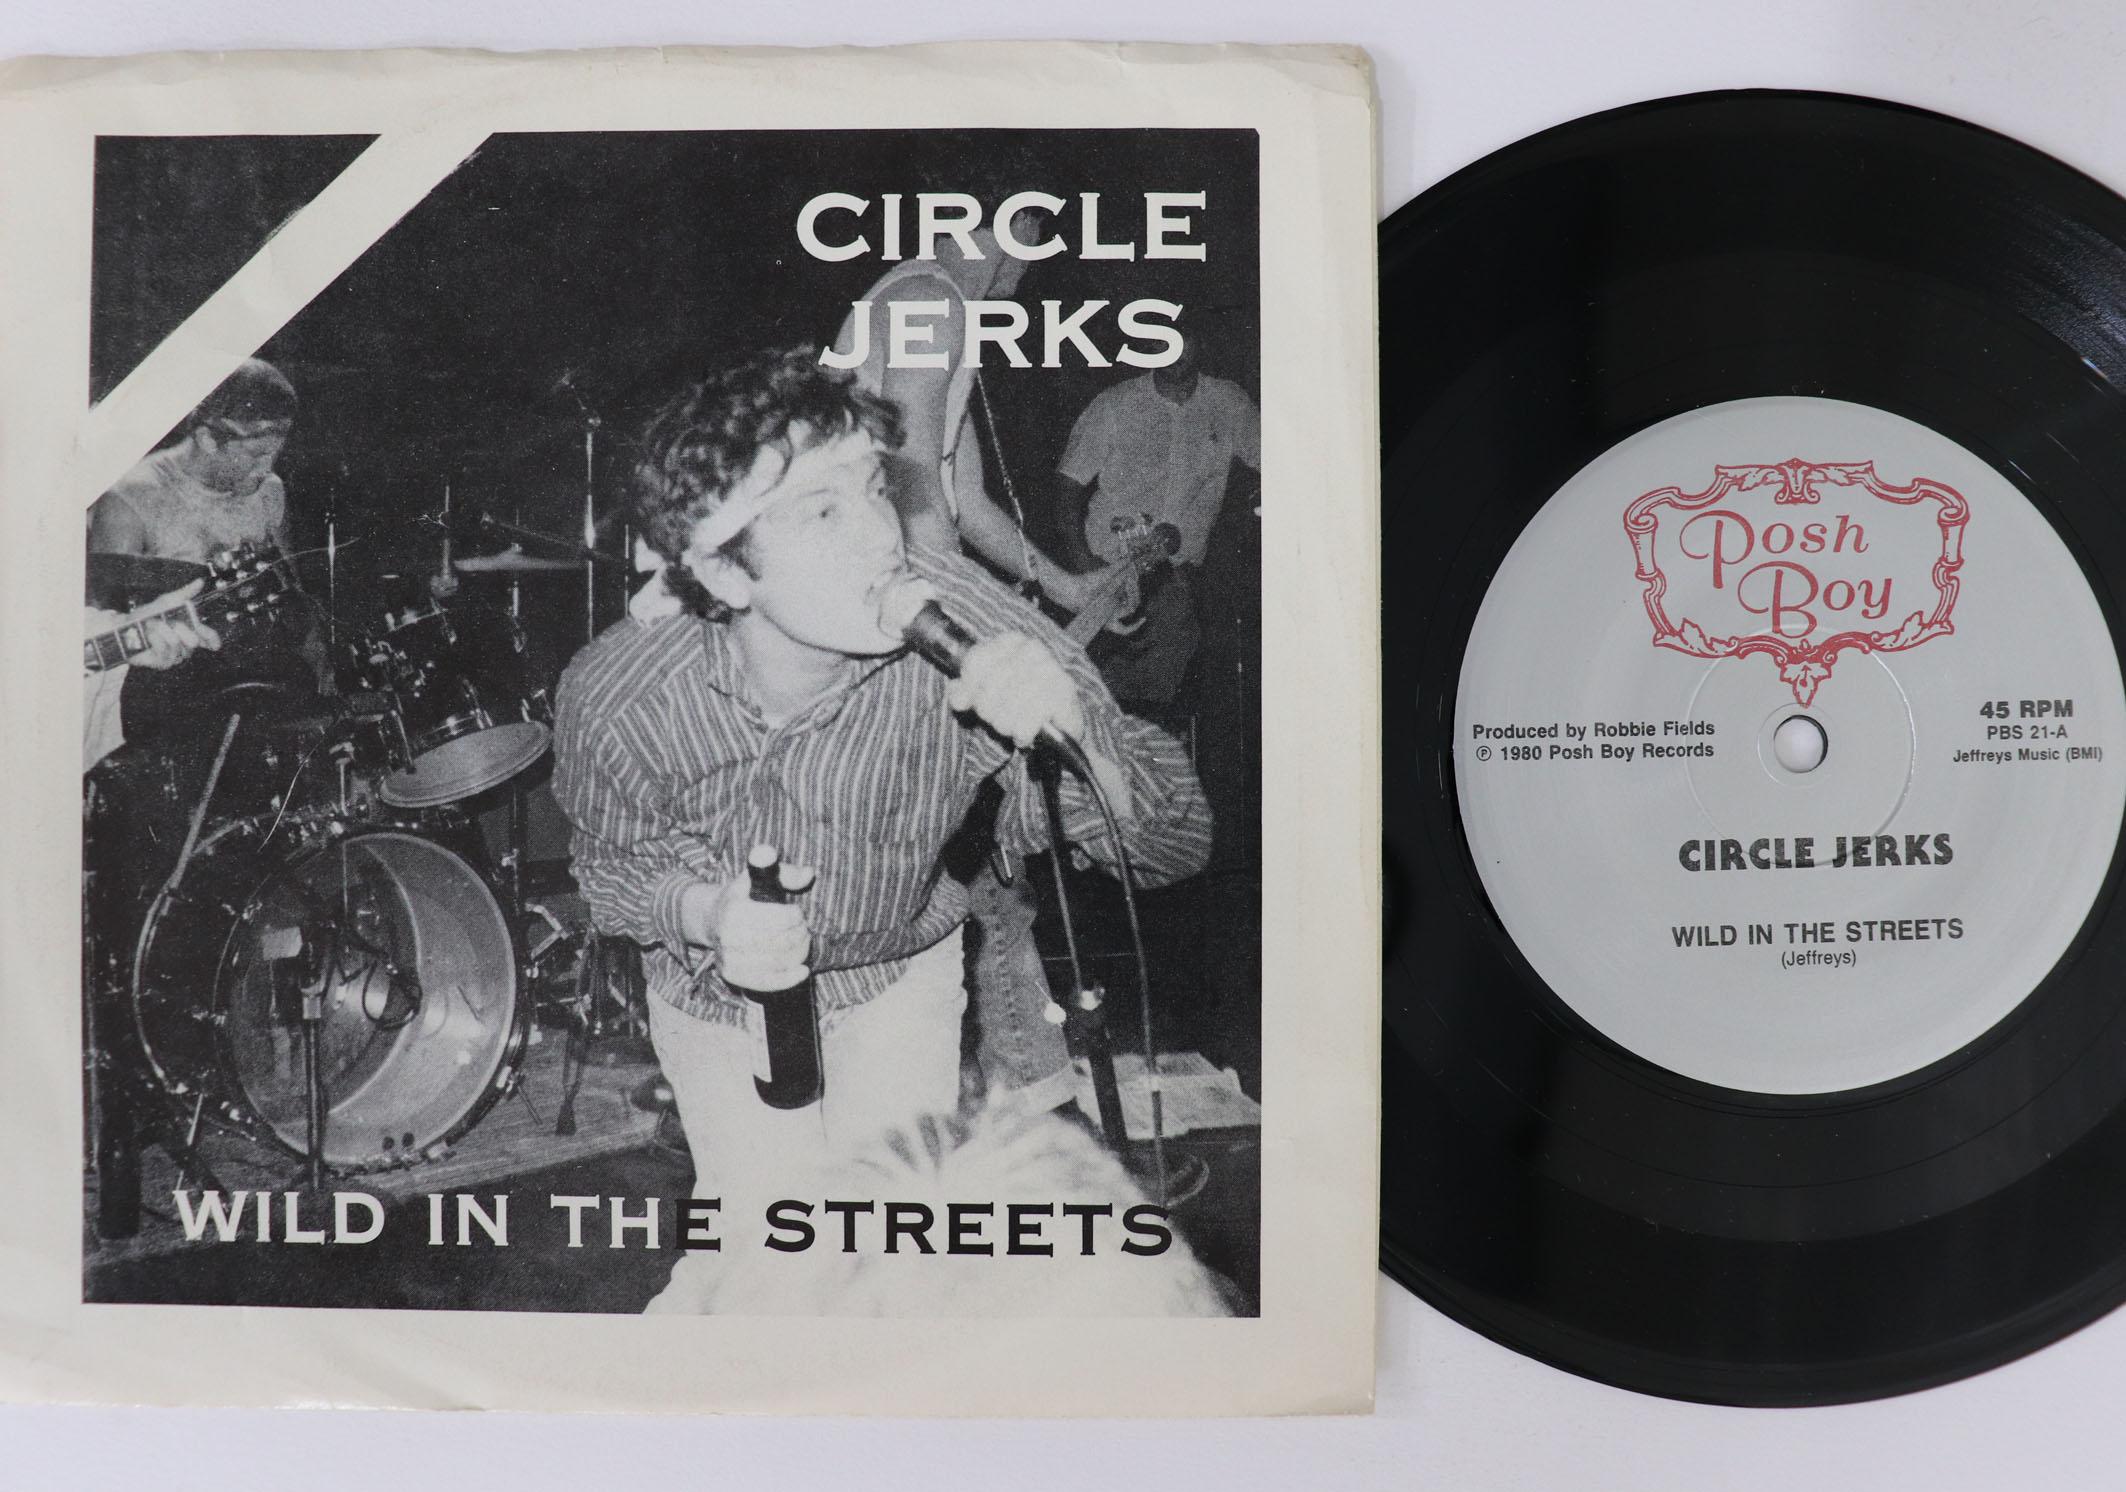 CIRCLE
JERKS
WILD IN THE STREETS
Posh
Boy
Produced by Robbie Fields
℗ 1980 Posh Boy Records
45 RPM
PBS 21-A
Jeffreys Music (BMI)
CIRCLE JERKS
WILD IN THE STREETS
(Jeffreys)